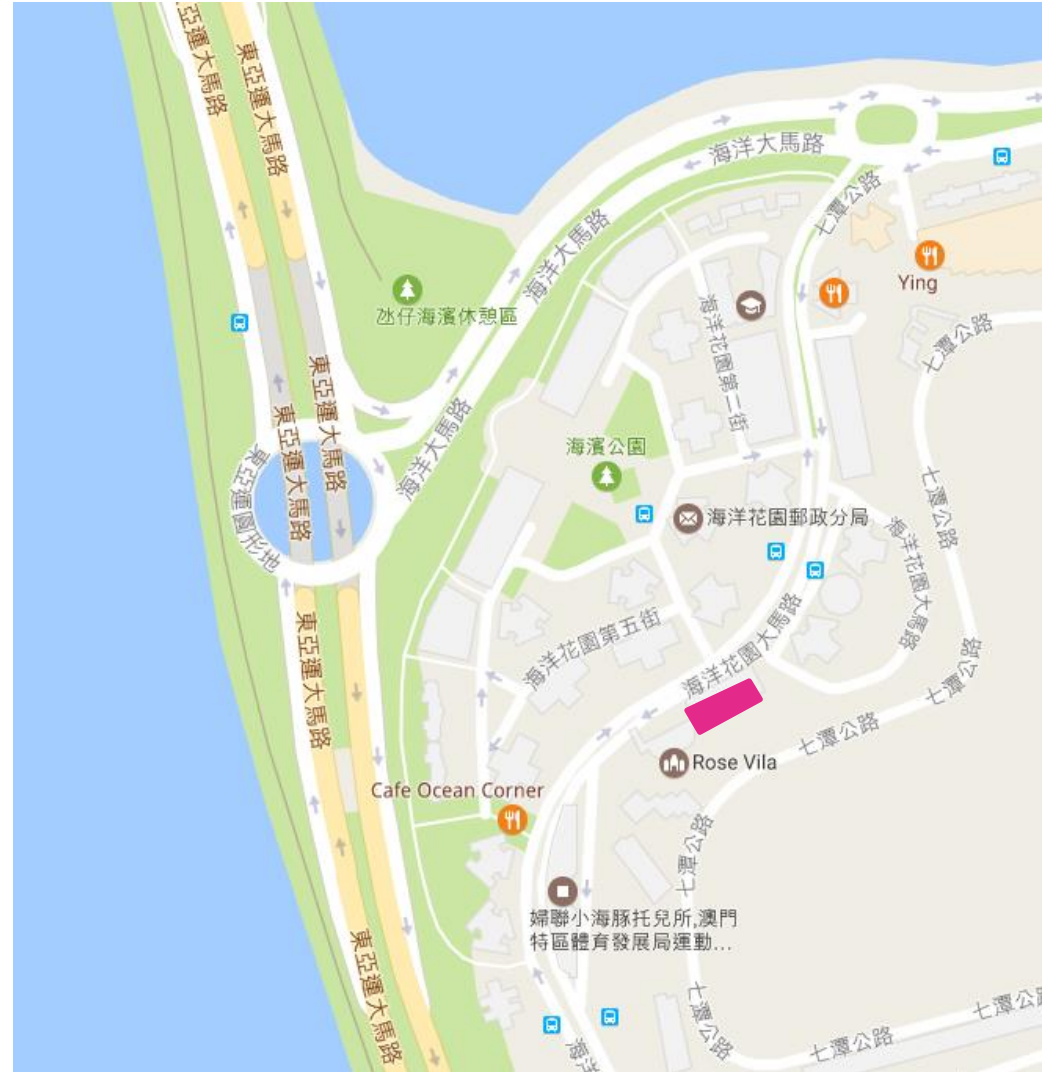 東亞運大馬路
東亞運大馬路
海洋大馬路
七潭公路
Ying
海洋大馬路
氹仔海濱休憩區
海洋花園第二街
七潭公路
東亞運大馬路
東亞運大馬路
海洋大馬路
海濱公園
東亞運圓形地
海洋花園郵政分局
七潭公路
海洋花園大馬路
東亞運大馬路
海洋花園第五街
海洋花園大馬路
七潭公路
七潭公路
Rose Vila
Cafe Ocean Corner
七潭公路
婦聯小海豚托兒所,澳門
特區體育發展局運動...
東亞運大馬路
七潭公路
七潭公
七潭公路
海洋